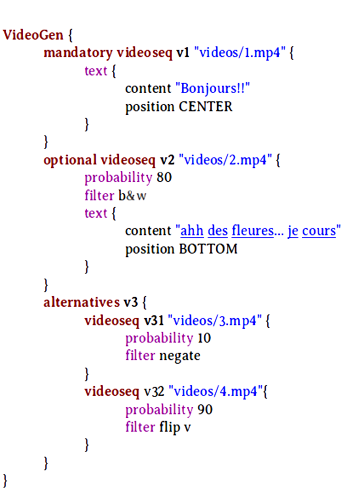 VideoGen {
mandatory videoseq v1 "videos/1.mp4" {
text {
content "Bonjours!!"
position CENTER
}
}
optional videoseq v2 "videos/2.mp4" {
probability 80
filter b&w
text {
content "ahh des fleures... je cours"
position BOTTOM
}
}
alternatives v3 {
videoseq v31 "videos/3.mp4" {
probability 10
filter negate
}
videoseq v32 "videos/4.mp4"{
probability 90
filter flip v
}
}
}